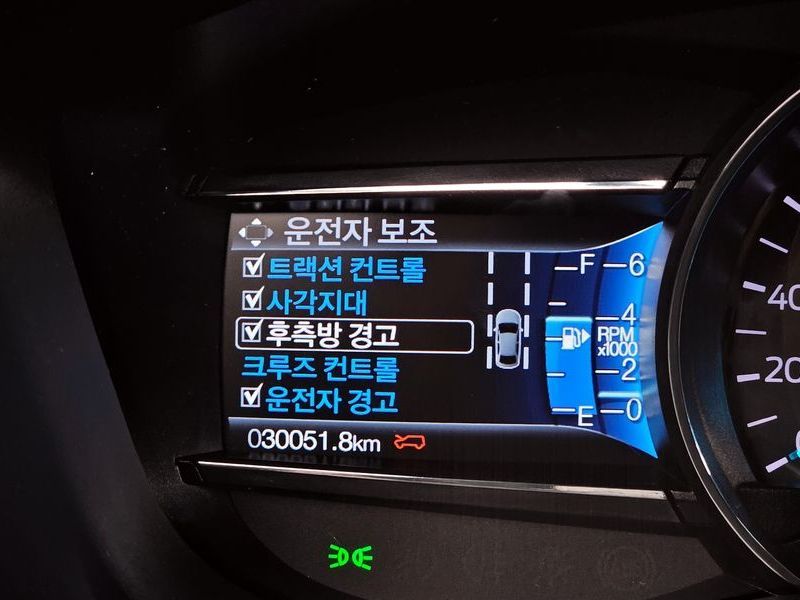 운전자 보조
트랙션 컨트롤
사각지대
후측방 경고
크루즈 컨트롤
운전자 경고
030051.8km
F
E
6
4
RPM
x1000
2
0
40
20